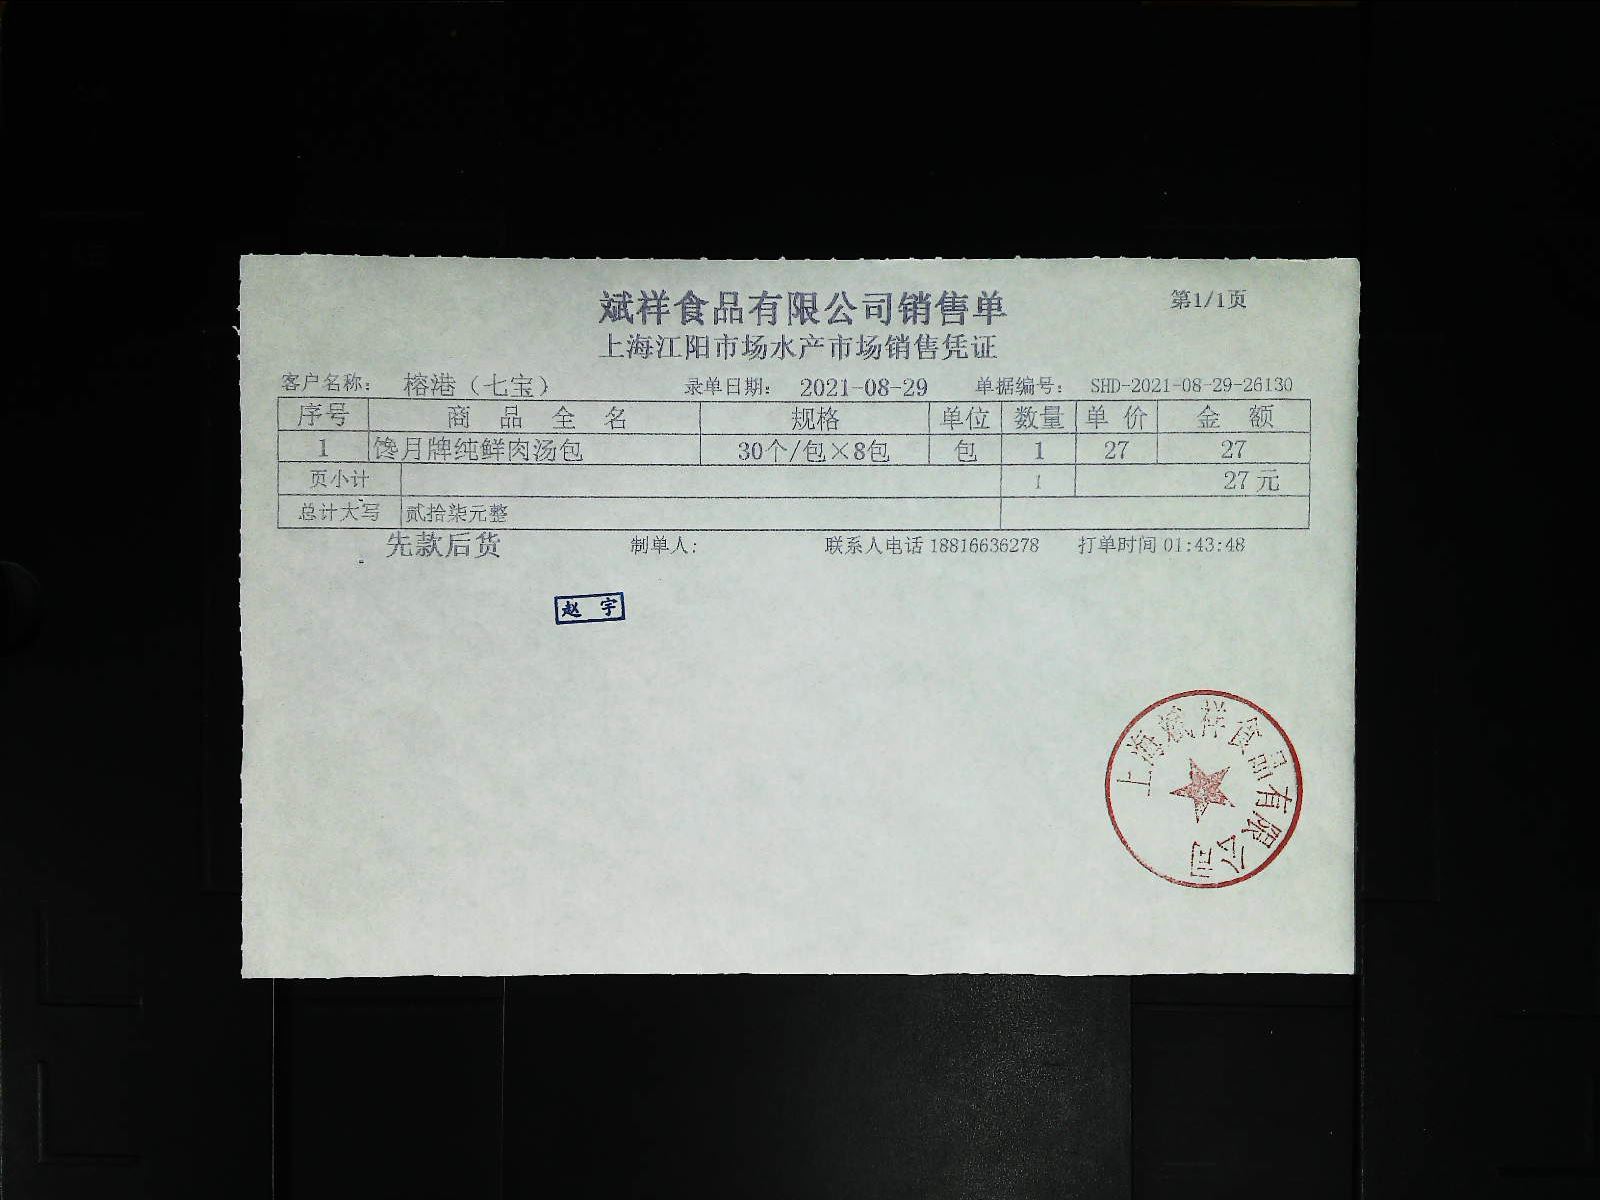 斌祥食品有限公司销售单
第1/1页
上海江阳市场水产市场销售凭证
客户名称： 榕港（七宝） 录单日期： 2021-08-29 单据编号： SHD-2021-08-29-26130
序号 商 品 全 名 规格 单位 数量 单 价 金 额
1 馋月牌纯鲜肉汤包 30个/包×8包 包 1 27 27
页小计 1 27 元
总计大写 贰拾柒元整
先款后货 制单人： 联系人电话 18816636278 打单时间 01:43:48
赵 宇
上海斌祥食品有限公司